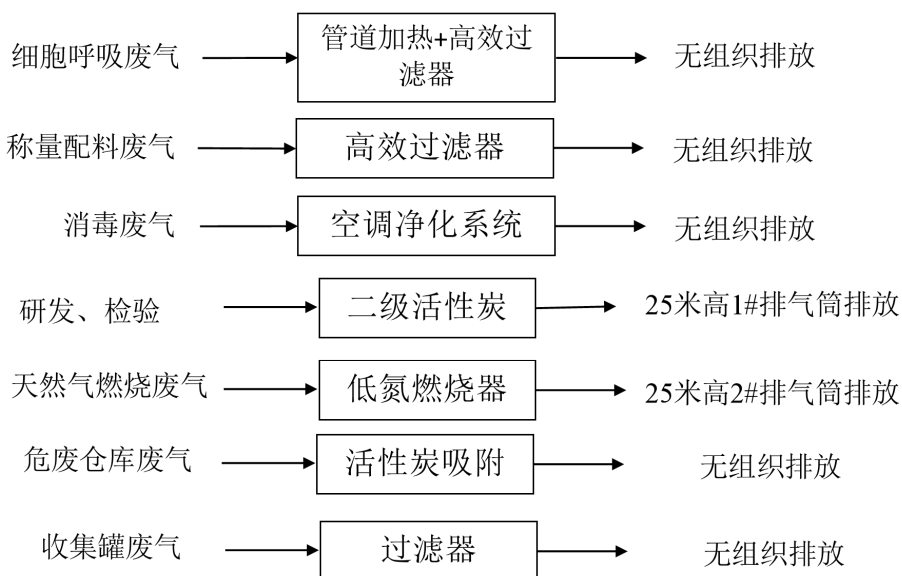 细胞呼吸废气
管道加热+高效过
滤器
无组织排放
称量配料废气
高效过滤器
无组织排放
消毒废气
空调净化系统
无组织排放
研发、检验
二级活性炭
25米高1#排气筒排放
天然气燃烧废气
低氮燃烧器
25米高2#排气筒排放
危废仓库废气
活性炭吸附
无组织排放
收集罐废气
过滤器
无组织排放